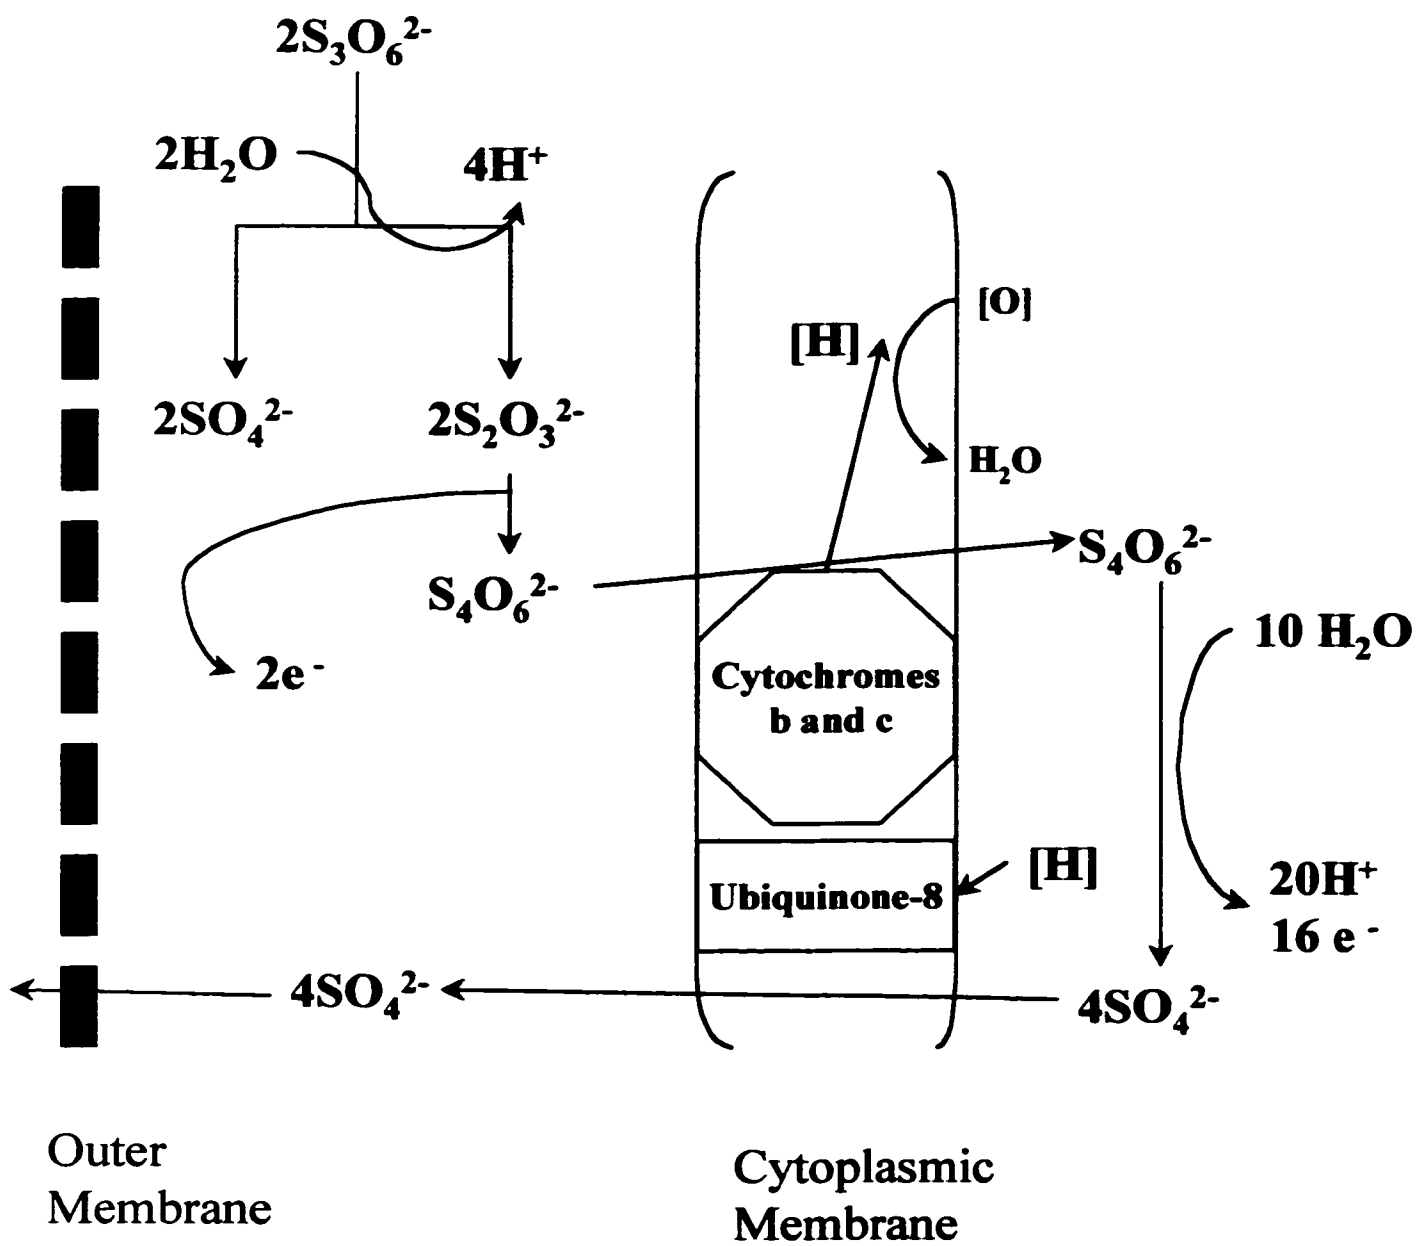 2S₃O₆²⁻
2H₂O
4H⁺
[O]
[H]
H₂O
2SO₄²⁻
2S₂O₃²⁻
S₄O₆²⁻
S₄O₆²⁻
10 H₂O
2e⁻
Cytochromes
b and c
[H]
Ubiquinone-8
20H⁺
16 e⁻
4SO₄²⁻
4SO₄²⁻
Outer
Membrane
Cytoplasmic
Membrane